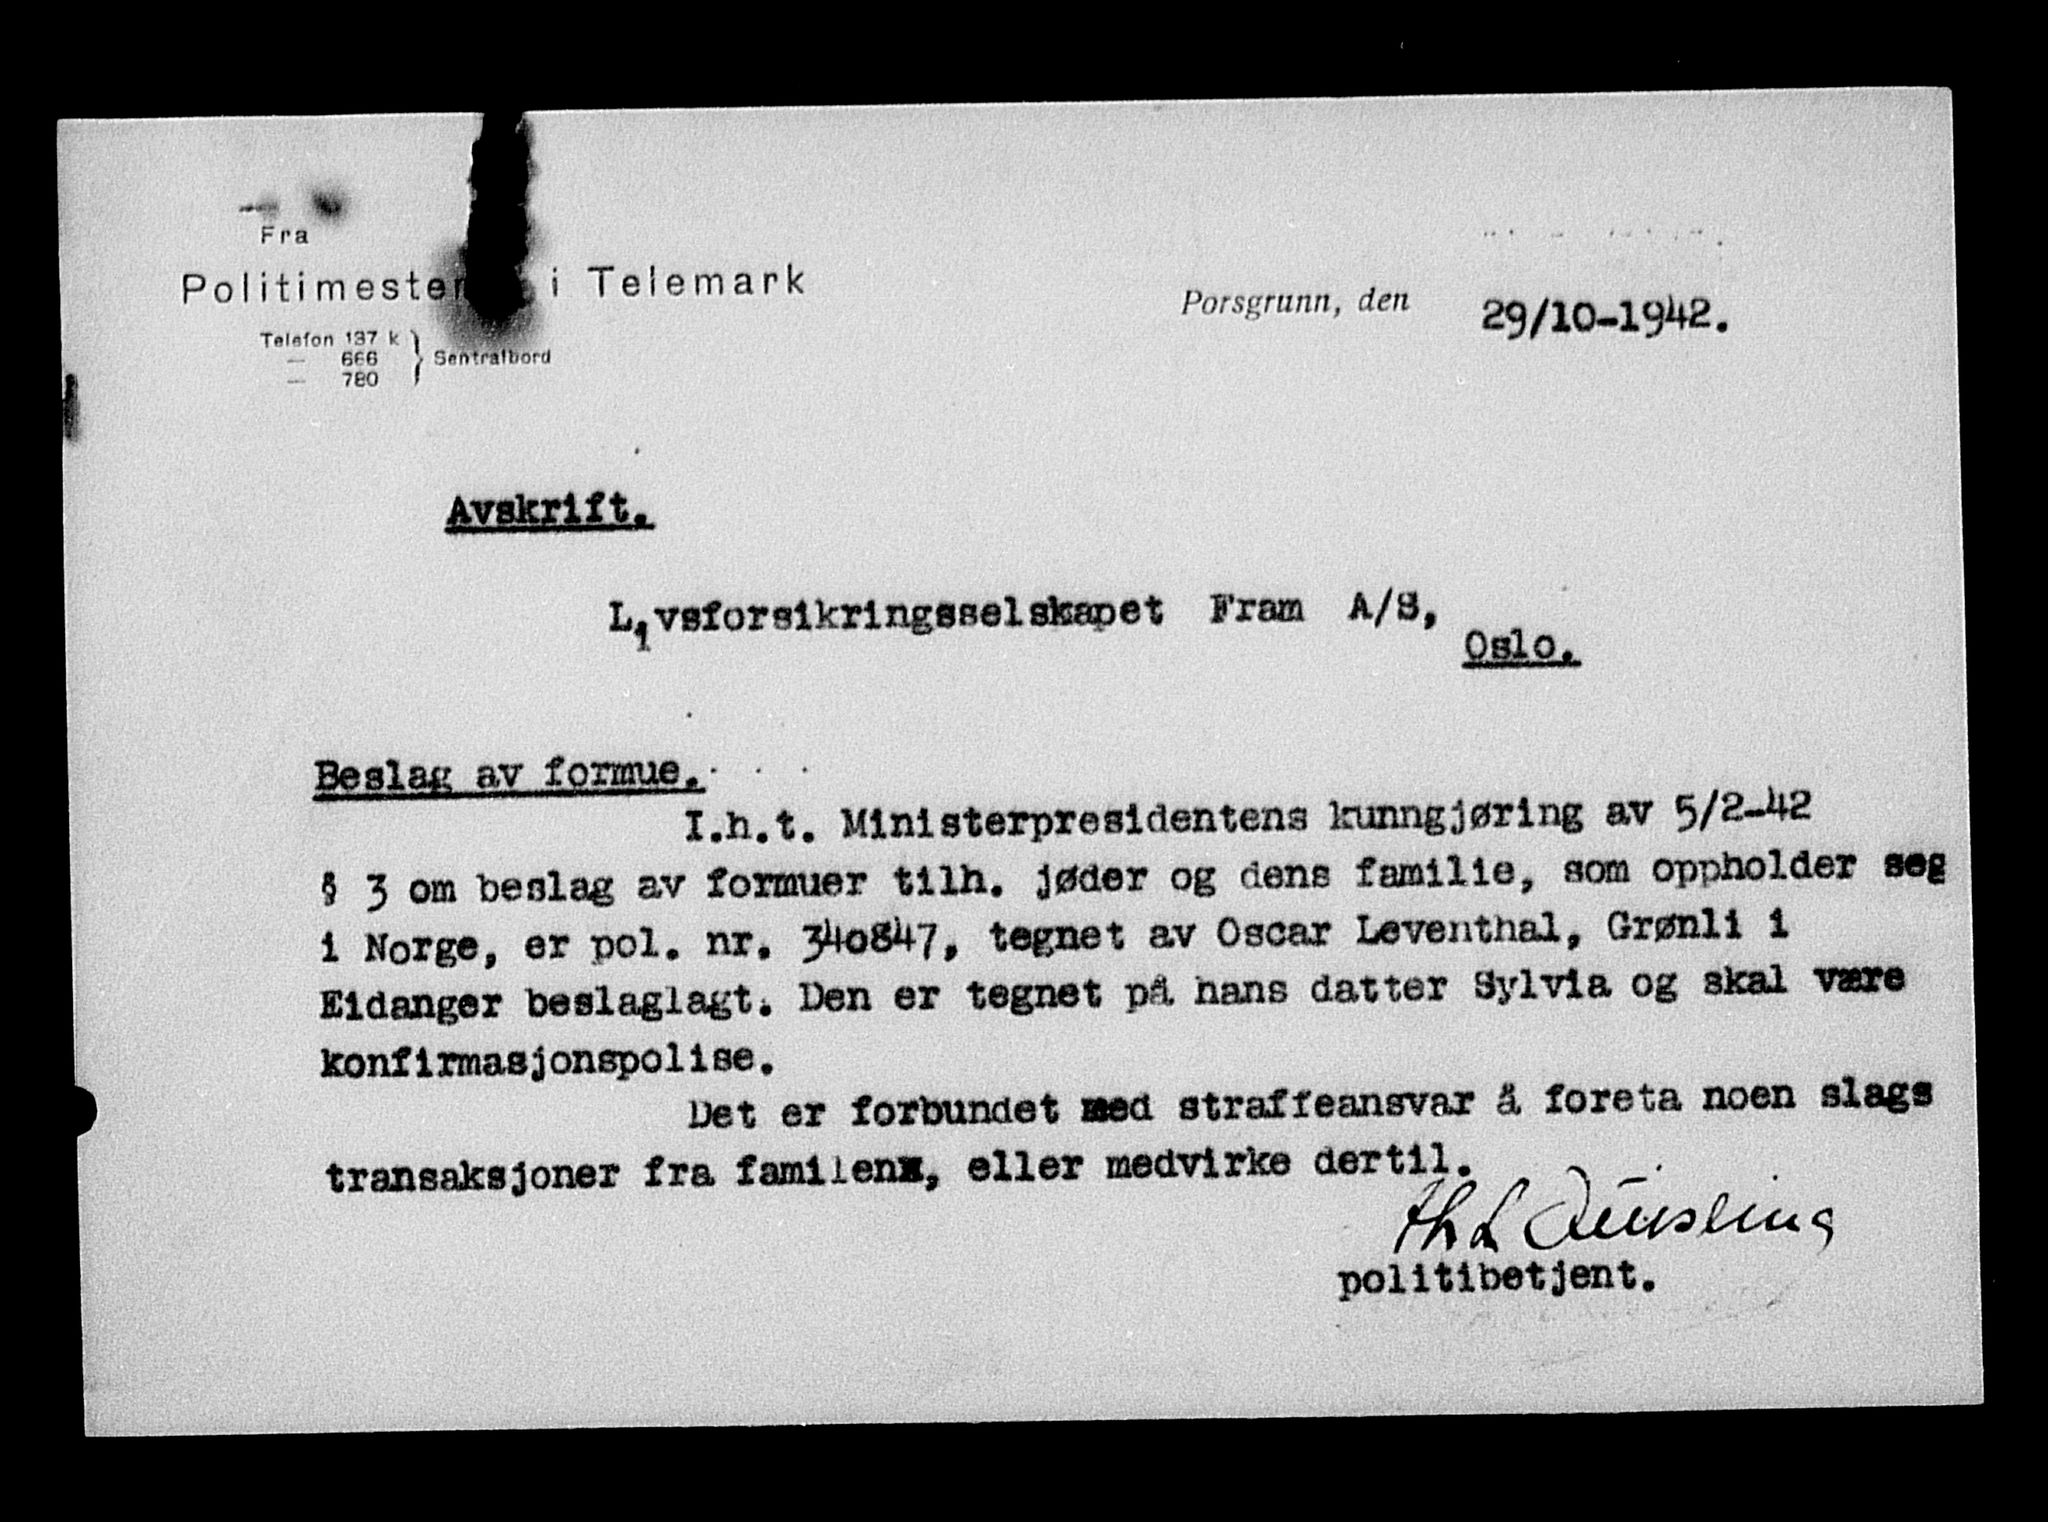 Fra
Politimesteren i Telemark
Telefon 137 k
— 666 } Sentralbord
— 780
Porsgrunn, den 29/10-1942.
Avskrift.
Livsforsikringsselskapet Fram A/S,
Oslo.
Beslag av formue.
I.h.t. Ministerpresidentens kunngjøring av 5/2-42
§ 3 om beslag av formuer tilh. jøder og dens familie, som oppholder seg
i Norge, er pol. nr. 340847, tegnet av Oscar Leventhal, Grønli i
Eidanger beslaglagt. Den er tegnet på hans datter Sylvia og skal være
konfirmasjonspolise.
Det er forbundet med straffeansvar å foreta noen slags
transaksjoner fra familen, eller medvirke dertil.
politibetjent.